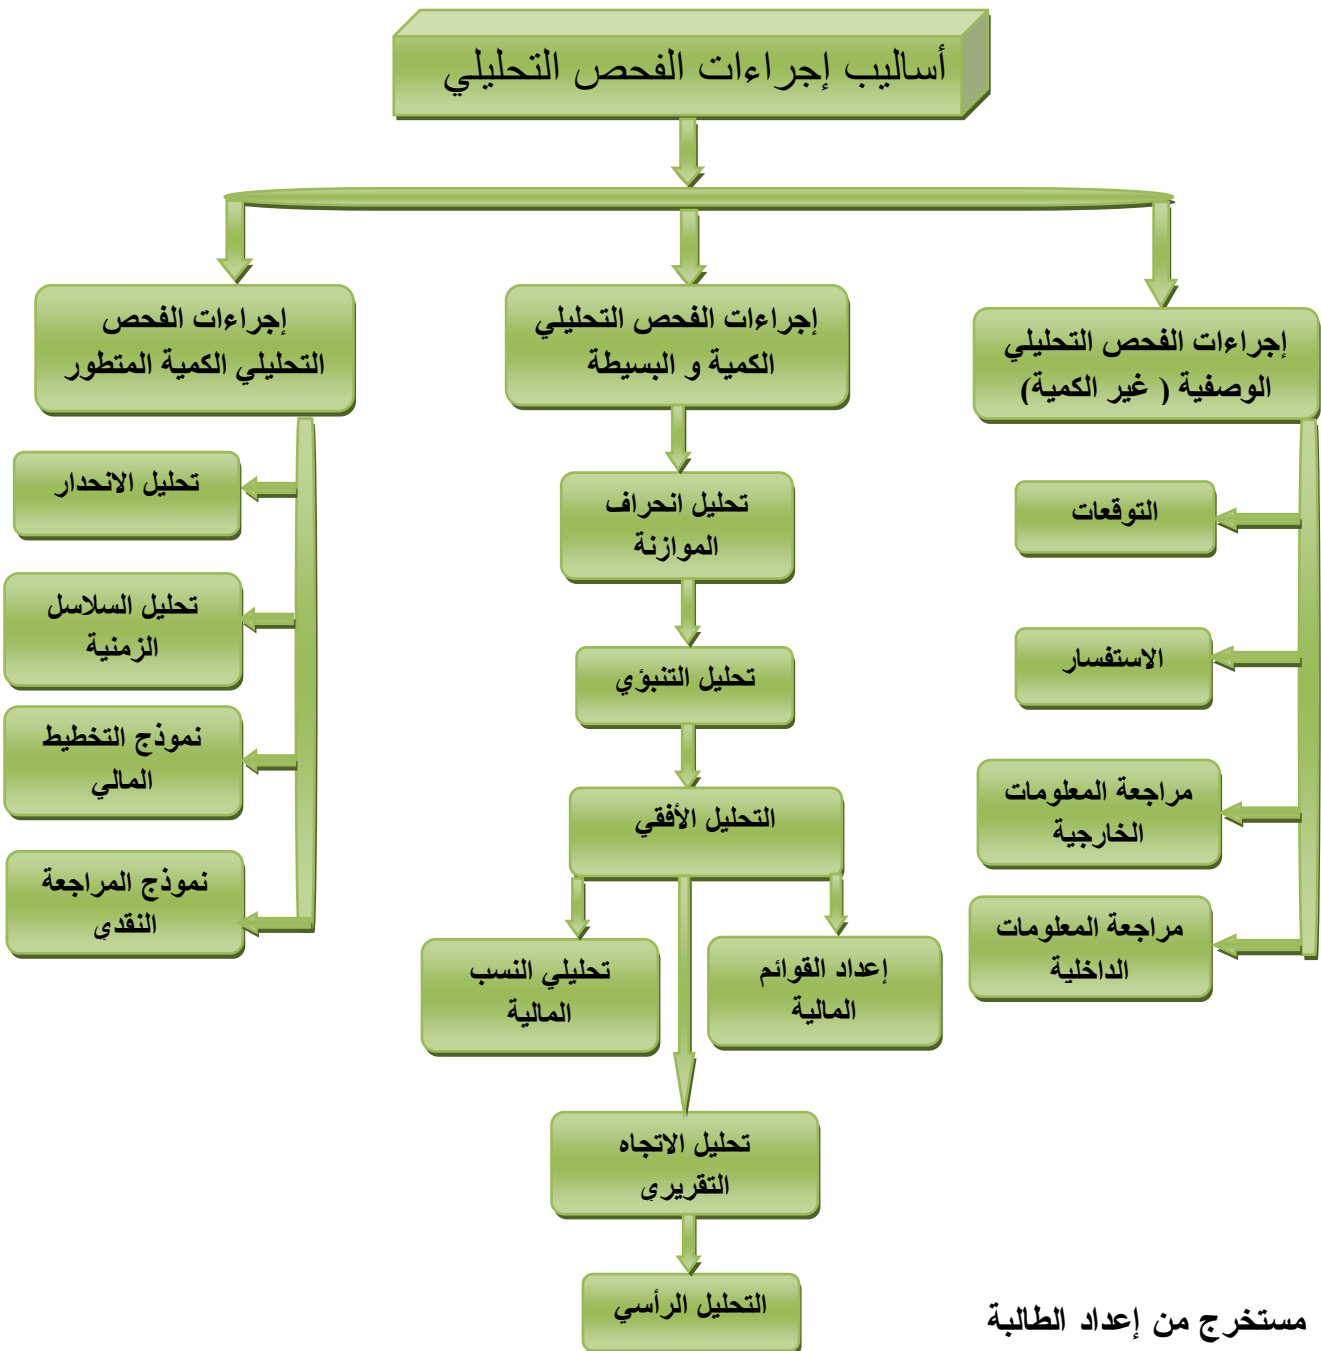 أساليب إجراءات الفحص التحليلي
إجراءات الفحص التحليلي
الوصفية ( غير الكمية)
التوقعات
الاستفسار
مراجعة المعلومات
الخارجية
مراجعة المعلومات
الداخلية
إجراءات الفحص التحليلي
الكمية و البسيطة
تحليل انحراف
الموازنة
تحليل التنبؤي
التحليل الأفقي
إعداد القوائم
المالية
تحليلي النسب
المالية
تحليل الاتجاه
التقريري
التحليل الرأسي
إجراءات الفحص
التحليلي الكمية المتطور
تحليل الانحدار
تحليل السلاسل
الزمنية
نموذج التخطيط
المالي
نموذج المراجعة
النقدي
مستخرج من إعداد الطالبة